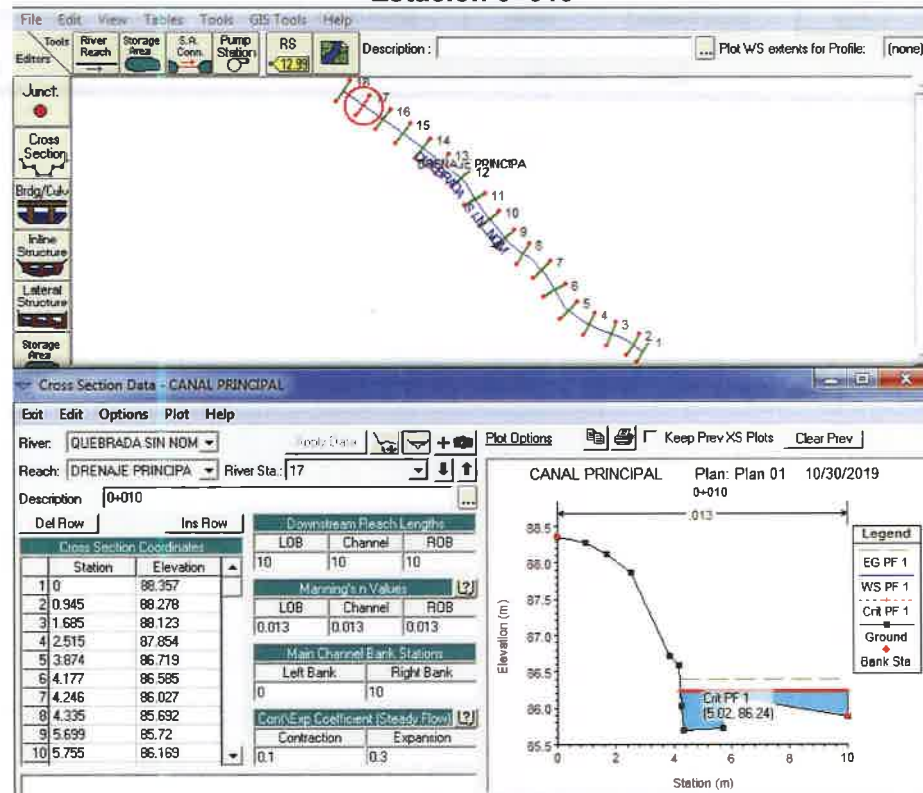 Estación 0+010
File Edit View Tables Tools GIS Tools Help
Tools
Editors
River Reach
Storage Area
S.A. Conn.
Pump Station
RS
12.99
Description :
...
Plot WS extents for Profile:
(none)
Junct.
Cross Section
Brdg/Culv
Inline Structure
Lateral Structure
Storage Area
18
17
16
15
14
13
DRENAJE PRINCIPA
12
QUEBRADA SIN NOM
11
10
9
8
7
6
5
4
3
2
1
Cross Section Data - CANAL PRINCIPAL
Exit Edit Options Plot Help
River: QUEBRADA SIN NOM
Apply Data
Plot Options
Keep Prev XS Plots
Clear Prev
Reach: DRENAJE PRINCIPA
River Sta.: 17
Description 0+010
...
Del Row
Ins Row
Cross Section Coordinates
Station Elevation
1 0 88.357
2 0.945 88.278
3 1.685 88.123
4 2.515 87.854
5 3.874 86.719
6 4.177 86.585
7 4.246 86.027
8 4.335 85.692
9 5.699 85.72
10 5.755 86.169
Downstream Reach Lengths
LOB Channel ROB
10 10 10
Manning's n Values
LOB Channel ROB
0.013 0.013 0.013
Main Channel Bank Stations
Left Bank Right Bank
0 10
Cont\Exp Coefficient (Steady Flow)
Contraction Expansion
0.1 0.3
CANAL PRINCIPAL Plan: Plan 01 10/30/2019
0+010
.013
Elevation (m)
88.5
88.0
87.5
87.0
86.5
86.0
85.5
Crit PF 1
(5.02, 86.24)
0 2 4 6 8 10
Station (m)
Legend
EG PF 1
WS PF 1
Crit PF 1
Ground
Bank Sta